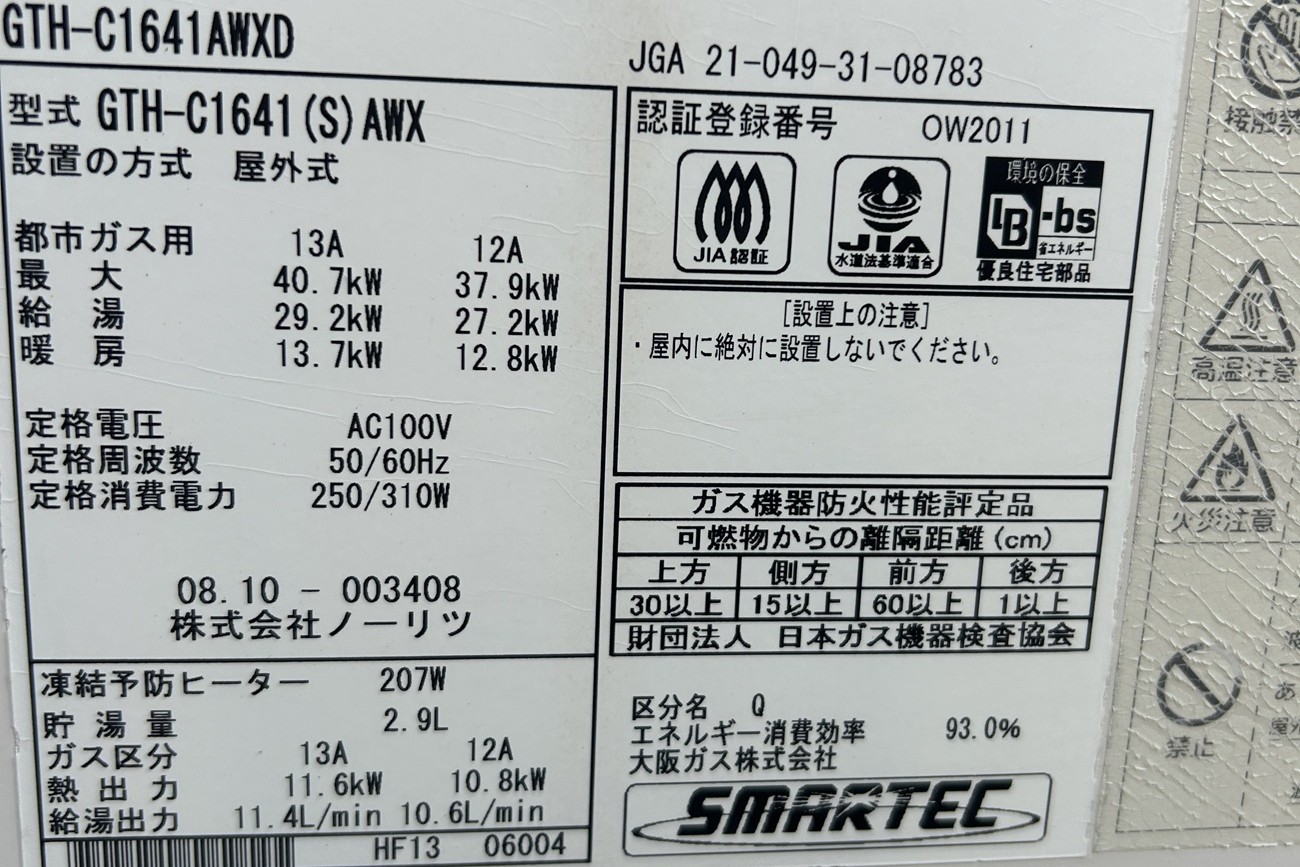 GTH-C1641AWXD
型式 GTH-C1641(S)AWX
設置の方式 屋外式
都市ガス用 13A 12A
最大 40.7kW 37.9kW
給湯 29.2kW 27.2kW
暖房 13.7kW 12.8kW
定格電圧 AC100V
定格周波数 50/60Hz
定格消費電力 250/310W
08.10 - 003408
株式会社ノーリツ
凍結予防ヒーター 207W
貯湯量 2.9L
ガス区分 13A 12A
熱出力 11.6kW 10.8kW
給湯出力 11.4L/min 10.6L/min
HF13 06004
JGA 21-049-31-08783
認証登録番号 OW2011
JIA認証
JIA
水道法基準適合
環境の保全
BL-bs
省エネルギー
優良住宅部品
[設置上の注意]
・屋内に絶対に設置しないでください。
ガス機器防火性能評定品
可燃物からの離隔距離(cm)
上方 側方 前方 後方
30以上 15以上 60以上 1以上
財団法人 日本ガス機器検査協会
区分名 Q
エネルギー消費効率 93.0%
大阪ガス株式会社
SMARTEC
接触禁
高温注意
火災注意
禁止
あ